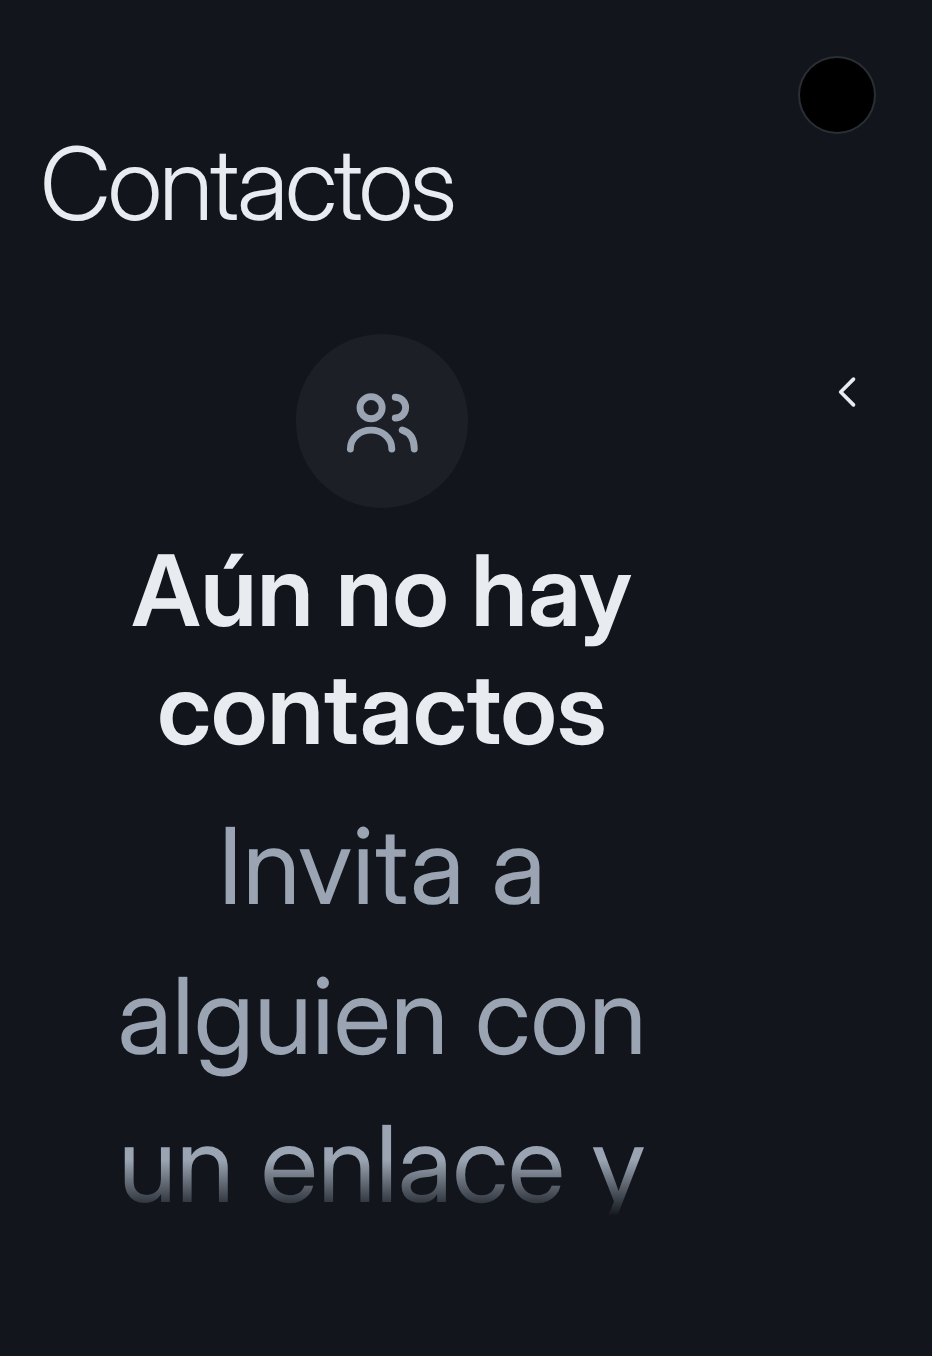 Contactos
Aún no hay
contactos
Invita a
alguien con
un enlace y